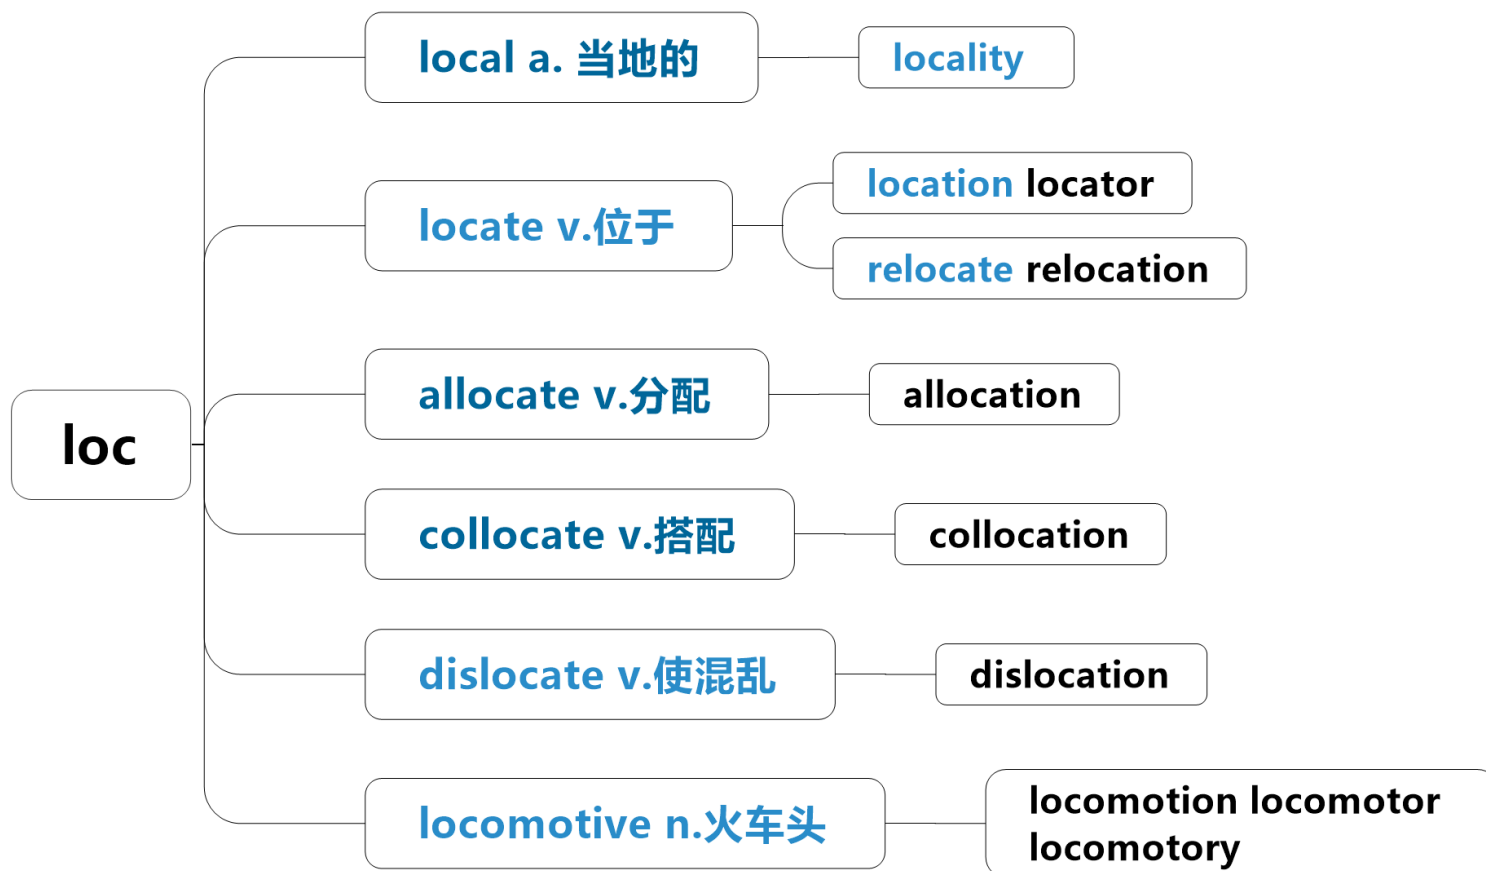 loc
local a. 当地的
locality
locate v.位于
location locator
relocate relocation
allocate v.分配
allocation
collocate v.搭配
collocation
dislocate v.使混乱
dislocation
locomotive n.火车头
locomotion locomotor
locomotory